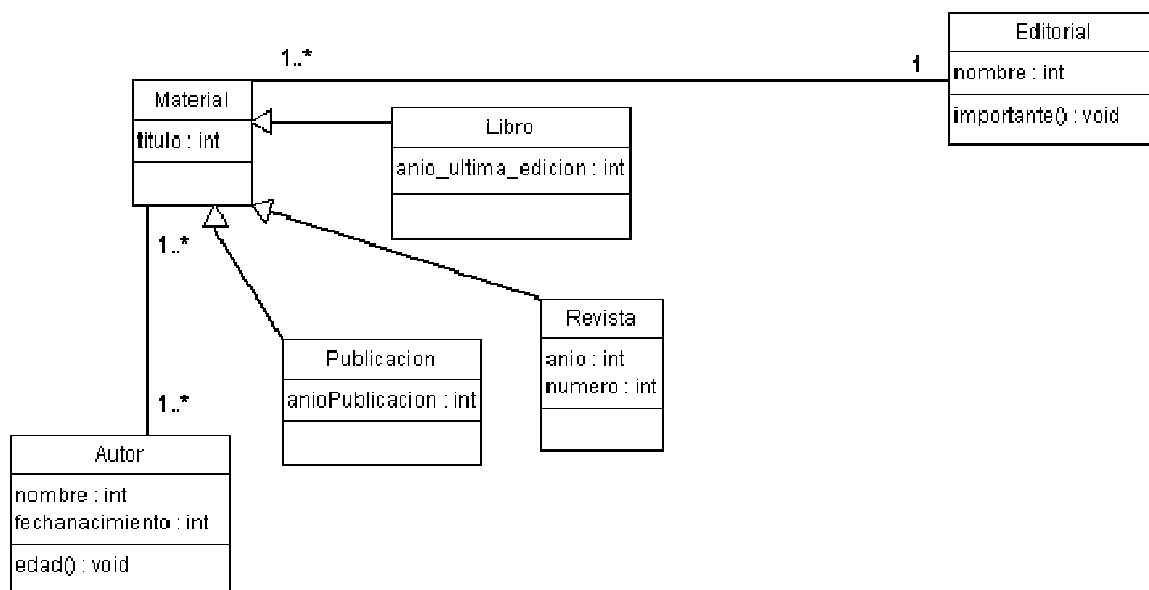 Editorial
nombre : int
importante() : void
1..*
1
Material
titulo : int
Libro
anio_ultima_edicion : int
1..*
Revista
anio : int
numero : int
Publicacion
anioPublicacion : int
1..*
Autor
nombre : int
fechanacimiento : int
edad() : void